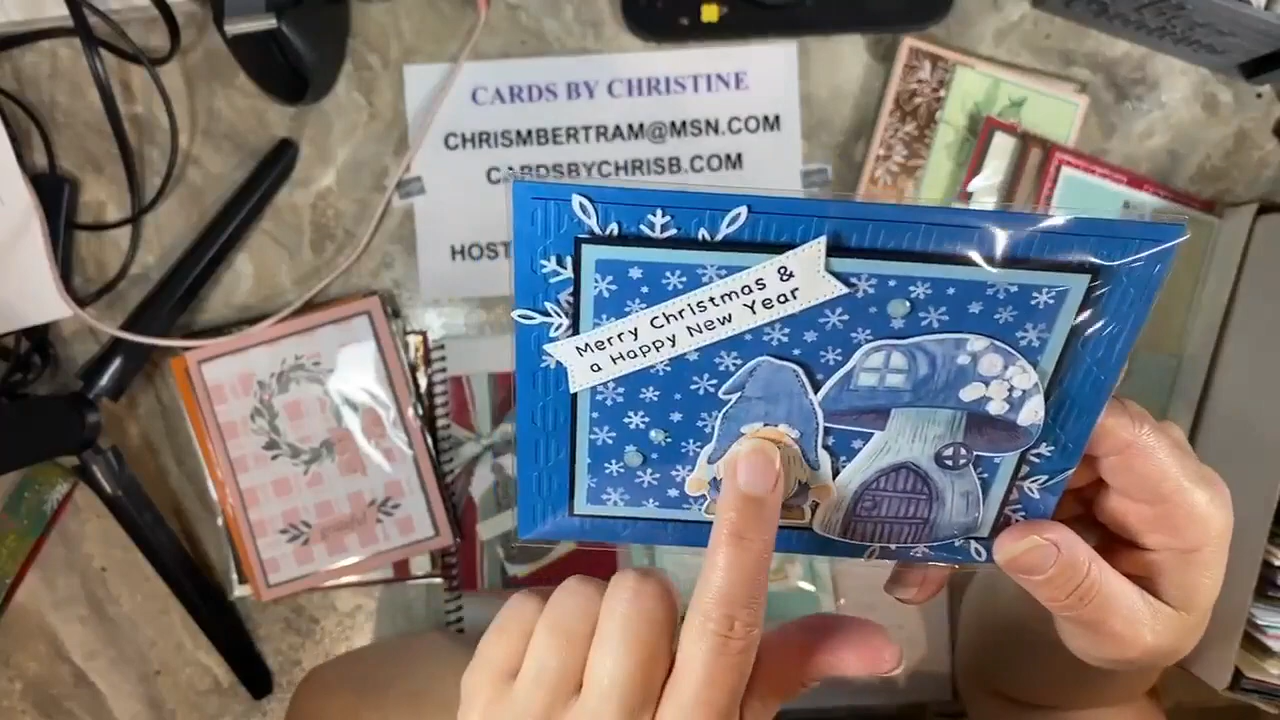 CARDS BY CHRISTINE
CHRISMBERTRAM@MSN.COM
CARDSBYCHRISB.COM
HOST
Merry Christmas &
a Happy New Year